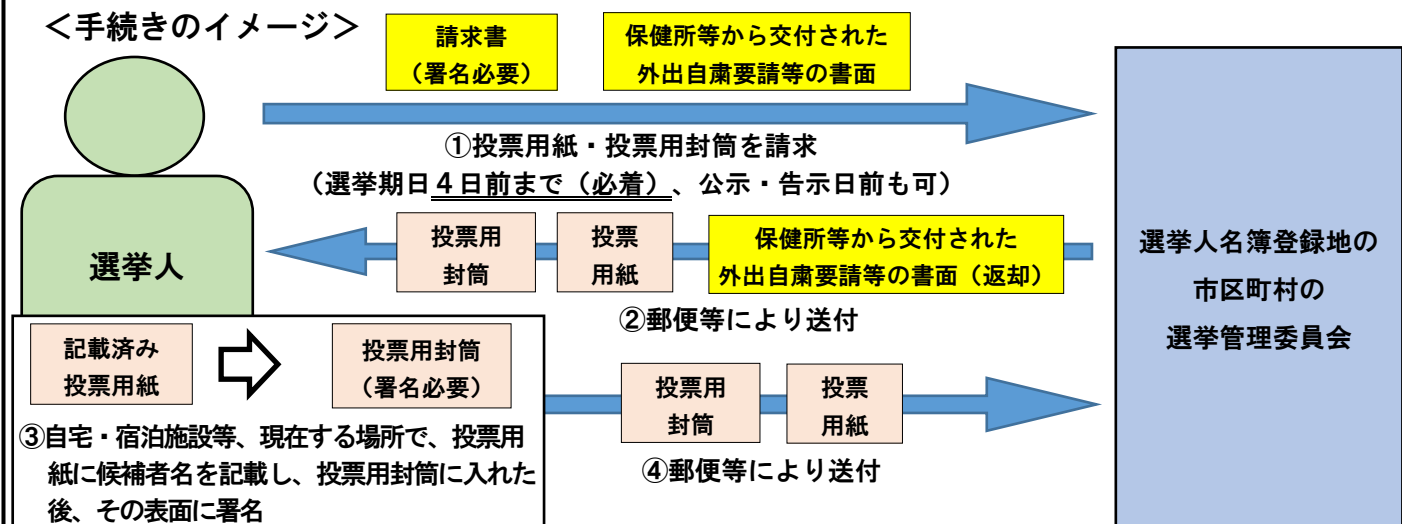 ＜手続きのイメージ＞
請求書
（署名必要）
保健所等から交付された
外出自粛要請等の書面
①投票用紙・投票用封筒を請求
（選挙期日４日前まで（必着）、公示・告示日前も可）
選挙人
投票用
封筒
投票
用紙
保健所等から交付された
外出自粛要請等の書面（返却）
②郵便等により送付
選挙人名簿登録地の
市区町村の
選挙管理委員会
記載済み
投票用紙
投票用封筒
（署名必要）
③自宅・宿泊施設等、現在する場所で、投票用
紙に候補者名を記載し、投票用封筒に入れた
後、その表面に署名
投票用
封筒
投票
用紙
④郵便等により送付